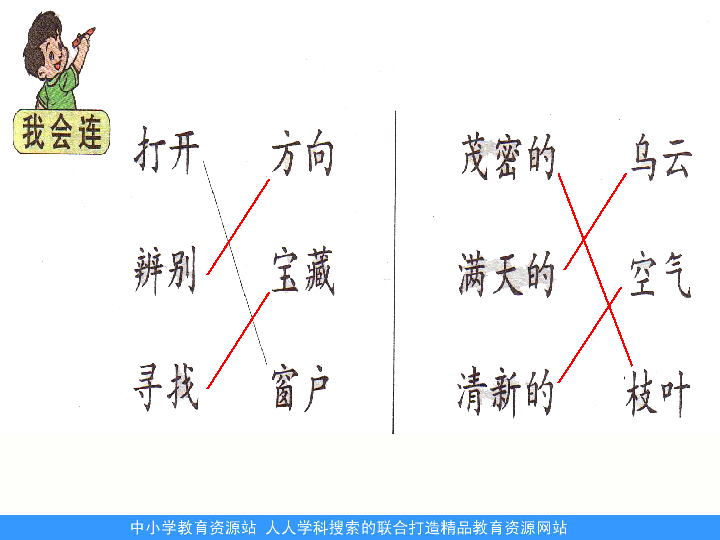 我会连
打开 方向 茂密的 乌云
辨别 宝藏 满天的 空气
寻找 窗户 清新的 枝叶
中小学教育资源站 人人学科搜索的联合打造精品教育资源网站